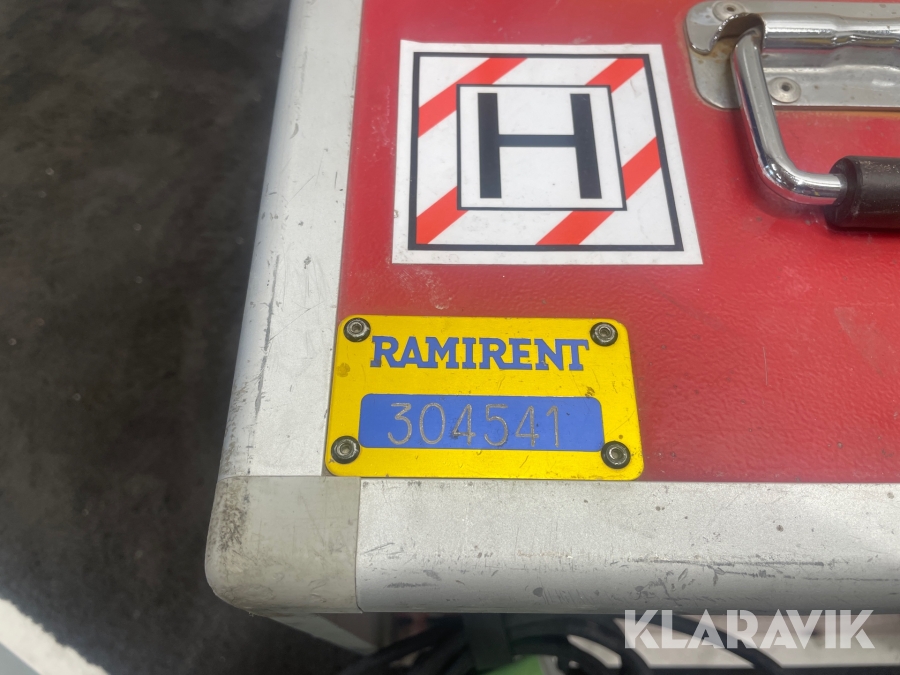 H
RAMIRENT
304541
KLARAVIK